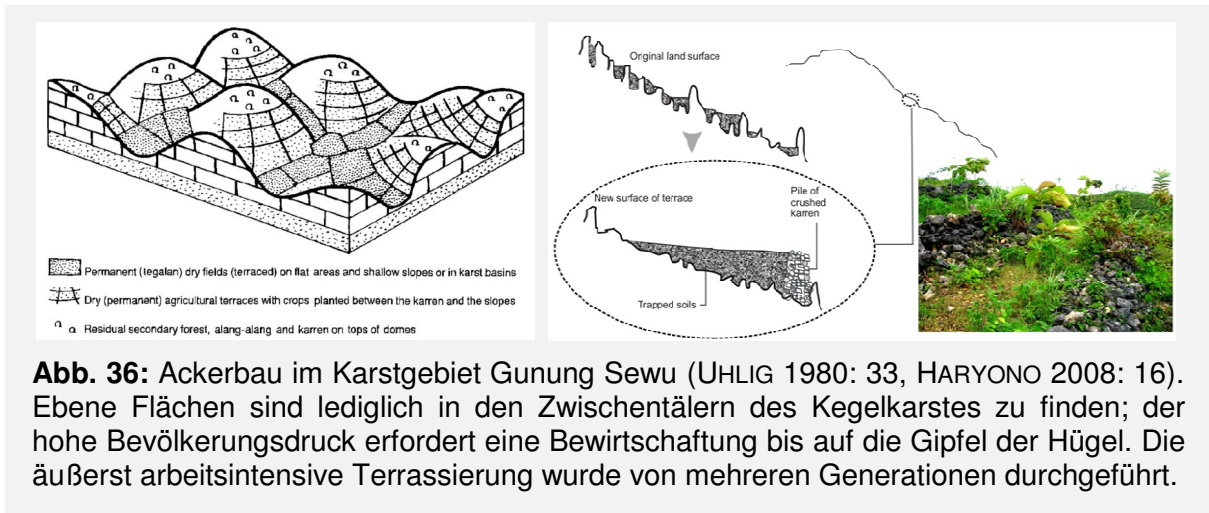 Permanent (tegalan) dry fields (terraced) on flat areas and shallow slopes or in karst basins
Dry (permanent) agricultural terraces with crops planted between the karren and the slopes
Residual secondary forest, alang-alang and karren on tops of domes
Original land surface
New surface of terrace
Pile of
crushed
karren
Trapped soils
Abb. 36: Ackerbau im Karstgebiet Gunung Sewu (UHLIG 1980: 33, HARYONO 2008: 16).
Ebene Flächen sind lediglich in den Zwischentälern des Kegelkarstes zu finden; der
hohe Bevölkerungsdruck erfordert eine Bewirtschaftung bis auf die Gipfel der Hügel. Die
äußerst arbeitsintensive Terrassierung wurde von mehreren Generationen durchgeführt.